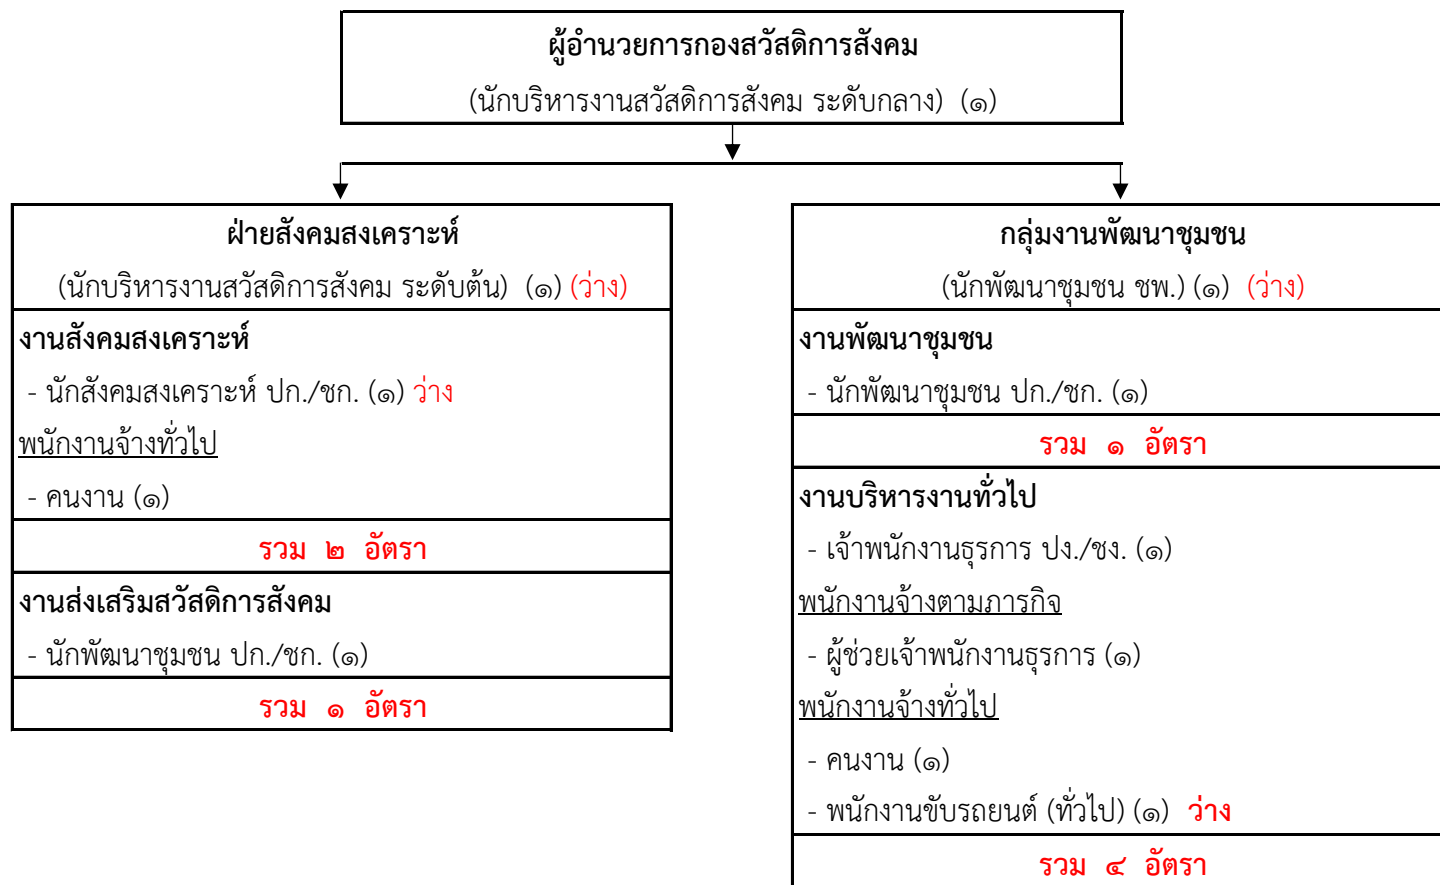 ผู้อำนวยการกองสวัสดิการสังคม
(นักบริหารงานสวัสดิการสังคม ระดับกลาง) (๑)
ฝ่ายสังคมสงเคราะห์
(นักบริหารงานสวัสดิการสังคม ระดับต้น) (๑) (ว่าง)
งานสังคมสงเคราะห์
- นักสังคมสงเคราะห์ ปก./ชก. (๑) ว่าง
พนักงานจ้างทั่วไป
- คนงาน (๑)
รวม ๒ อัตรา
งานส่งเสริมสวัสดิการสังคม
- นักพัฒนาชุมชน ปก./ชก. (๑)
รวม ๑ อัตรา
กลุ่มงานพัฒนาชุมชน
(นักพัฒนาชุมชน ชพ.) (๑) (ว่าง)
งานพัฒนาชุมชน
- นักพัฒนาชุมชน ปก./ชก. (๑)
รวม ๑ อัตรา
งานบริหารงานทั่วไป
- เจ้าพนักงานธุรการ ปง./ชง. (๑)
พนักงานจ้างตามภารกิจ
- ผู้ช่วยเจ้าพนักงานธุรการ (๑)
พนักงานจ้างทั่วไป
- คนงาน (๑)
- พนักงานขับรถยนต์ (ทั่วไป) (๑) ว่าง
รวม ๔ อัตรา